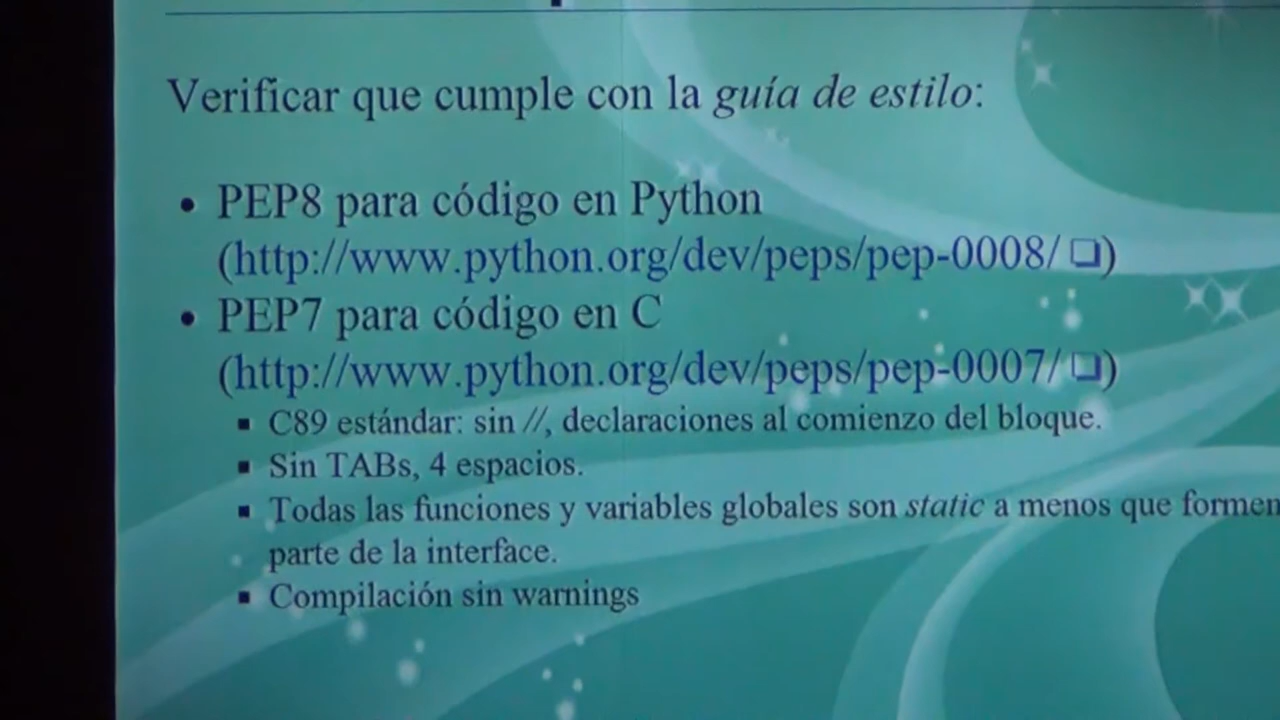 Verificar que cumple con la guía de estilo:
• PEP8 para código en Python
(http://www.python.org/dev/peps/pep-0008/ ❏)
• PEP7 para código en C
(http://www.python.org/dev/peps/pep-0007/ ❏)
▪ C89 estándar: sin //, declaraciones al comienzo del bloque.
▪ Sin TABs, 4 espacios.
▪ Todas las funciones y variables globales son static a menos que formen
parte de la interface.
▪ Compilación sin warnings